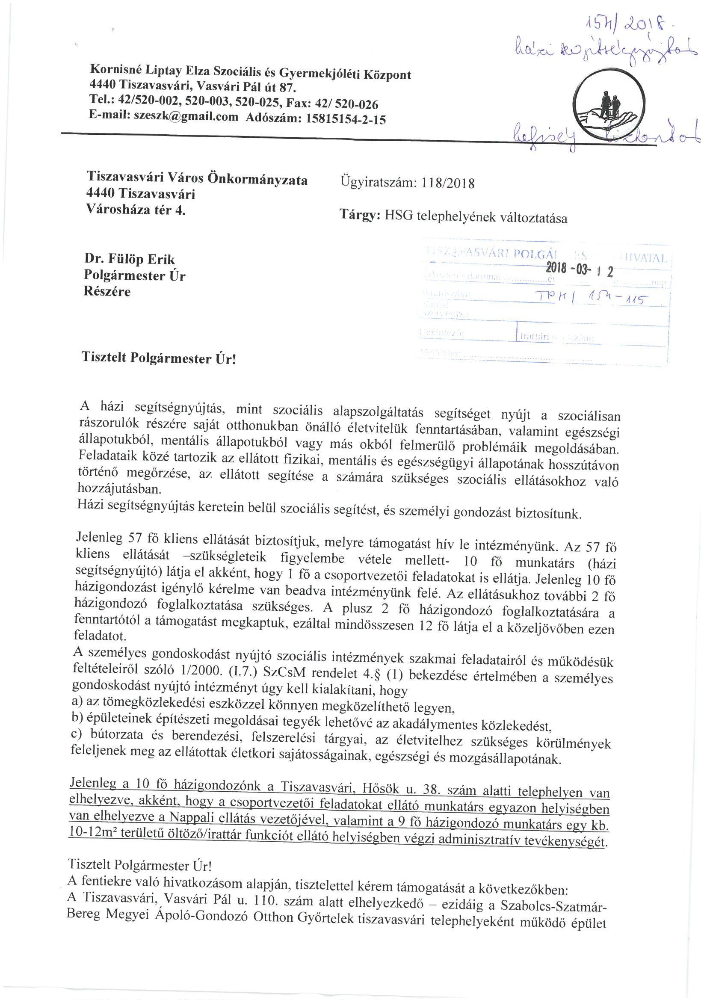 154/2018.
házi segítségnyújtás
Kornisné Liptay Elza Szociális és Gyermekjóléti Központ
4440 Tiszavasvári, Vasvári Pál út 87.
Tel.: 42/520-002, 520-003, 520-025, Fax: 42/ 520-026
E-mail: szeszk@gmail.com Adószám: 15815154-2-15
Tiszavasvári Város Önkormányzata
4440 Tiszavasvári
Városháza tér 4.
Ügyiratszám: 118/2018
Tárgy: HSG telephelyének változtatása
Dr. Fülöp Erik
Polgármester Úr
Részére
TISZAVASVÁRI POLGÁ HIVATAL
2018 -03- 12
Érkeztetés dátuma: nap
TPH/ 154-115
Ügyintéző: Irattári
Tisztelt Polgármester Úr!
A házi segítségnyújtás, mint szociális alapszolgáltatás segítséget nyújt a szociálisan
rászorulók részére saját otthonukban önálló életvitelük fenntartásában, valamint egészségi
állapotukból, mentális állapotukból vagy más okból felmerülő problémáik megoldásában.
Feladataik közé tartozik az ellátott fizikai, mentális és egészségügyi állapotának hosszútávon
történő megőrzése, az ellátott segítése a számára szükséges szociális ellátásokhoz való
hozzájutásban.
Házi segítségnyújtás keretein belül szociális segítést, és személyi gondozást biztosítunk.
Jelenleg 57 fő kliens ellátását biztosítjuk, melyre támogatást hív le intézményünk. Az 57 fő
kliens ellátását –szükségleteik figyelembe vétele mellett- 10 fő munkatárs (házi
segítségnyújtó) látja el akként, hogy 1 fő a csoportvezetői feladatokat is ellátja. Jelenleg 10 fő
házigondozást igénylő kérelme van beadva intézményünk felé. Az ellátásukhoz további 2 fő
házigondozó foglalkoztatása szükséges. A plusz 2 fő házigondozó foglalkoztatására a
fenntartótól a támogatást megkaptuk, ezáltal mindösszesen 12 fő látja el a közeljövőben ezen
feladatot.
A személyes gondoskodást nyújtó szociális intézmények szakmai feladatairól és működésük
feltételeiről szóló 1/2000. (I.7.) SzCsM rendelet 4.§ (1) bekezdése értelmében a személyes
gondoskodást nyújtó intézményt úgy kell kialakítani, hogy
a) az tömegközlekedési eszközzel könnyen megközelíthető legyen,
b) épületeinek építészeti megoldásai tegyék lehetővé az akadálymentes közlekedést,
c) bútorzata és berendezési, felszerelési tárgyai, az életvitelhez szükséges körülmények
feleljenek meg az ellátottak életkori sajátosságainak, egészségi és mozgásállapotának.
Jelenleg a 10 fő házigondozónk a Tiszavasvári, Hősök u. 38. szám alatti telephelyen van
elhelyezve, akként, hogy a csoportvezetői feladatokat ellátó munkatárs egyazon helyiségben
van elhelyezve a Nappali ellátás vezetőjével, valamint a 9 fő házigondozó munkatárs egy kb.
10-12m² területű öltöző/irattár funkciót ellátó helyiségben végzi adminisztratív tevékenységét.
Tisztelt Polgármester Úr!
A fentiekre való hivatkozásom alapján, tisztelettel kérem támogatását a következőkben:
A Tiszavasvári, Vasvári Pál u. 110. szám alatt elhelyezkedő – ezidáig a Szabolcs-Szatmár-
Bereg Megyei Ápoló-Gondozó Otthon Győrtelek tiszavasvári telephelyeként működő épület